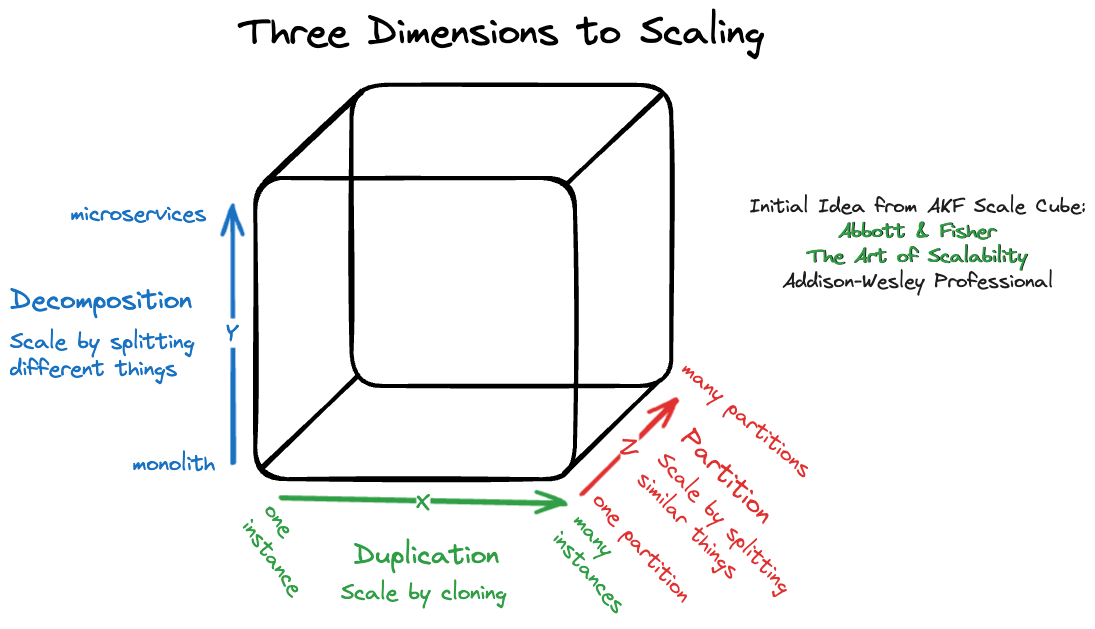 Three Dimensions to Scaling
microservices
Decomposition
Scale by splitting
different things
Y
monolith
Initial Idea from AKF Scale Cube:
Abbott & Fisher
The Art of Scalability
Addison-Wesley Professional
X
one
instance
many
instances
Duplication
Scale by cloning
Z
many partitions
Partition
Scale by splitting
similar things
one partition